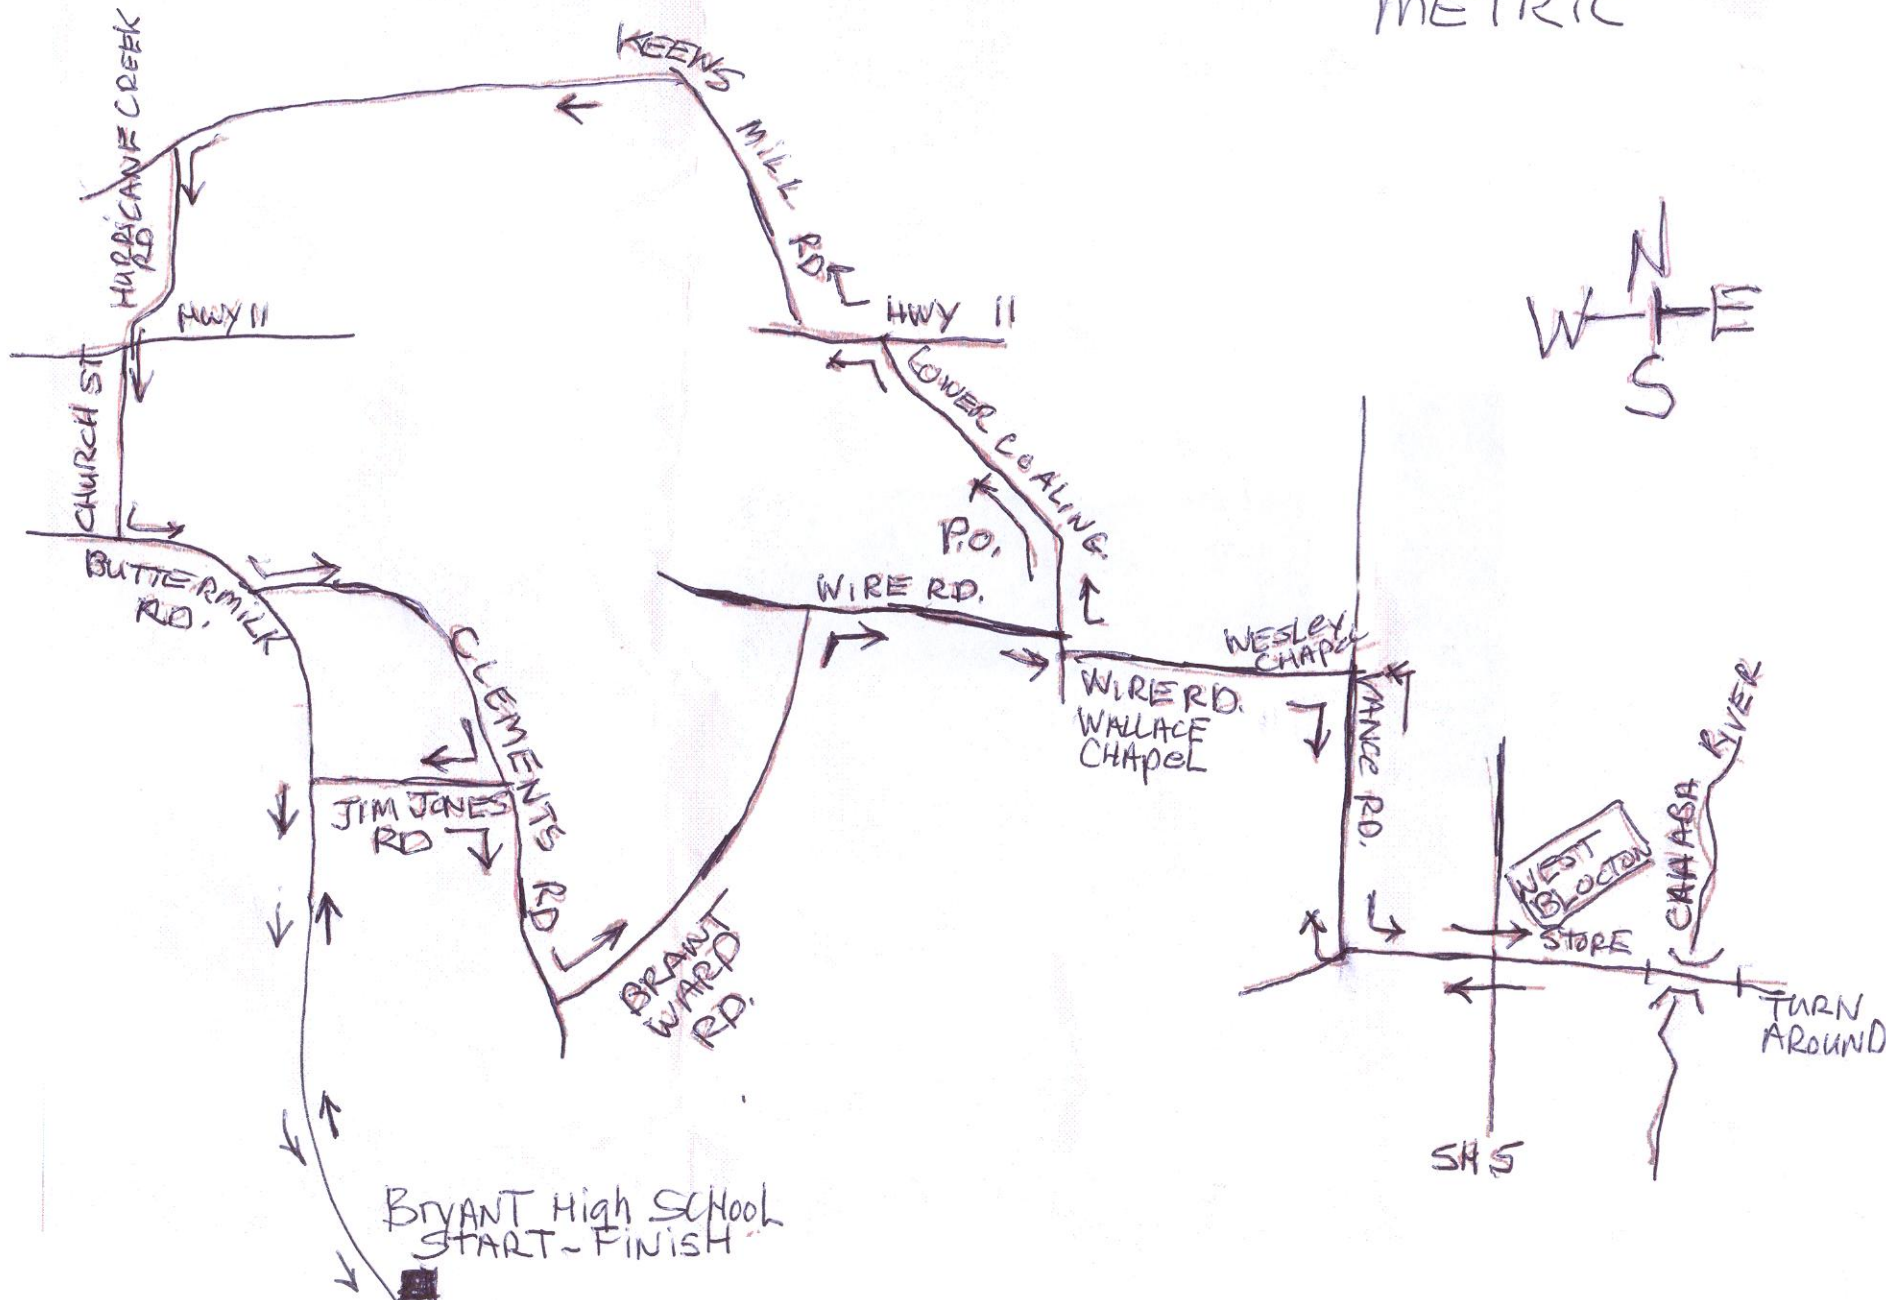 METRIC
KEEWS
MILL
RD.
HURRICANE CREEK
RD
HWY 11
HWY 11
N
W E
S
CHURCH ST
LOWER COALING
P.O.
BUTTERMILK
RD.
WIRE RD.
WESLEY
CHAPEL
WIRE RD.
WALLACE
CHAPEL
CLEMENTS RD
JIM JONES
RD
VANCE RD.
CAHABA RIVER
WEST
BLOCTON
STORE
BRANT
WARD
RD.
TURN
AROUND
SH 5
BRYANT HigH SCHOOL
START - FINISH